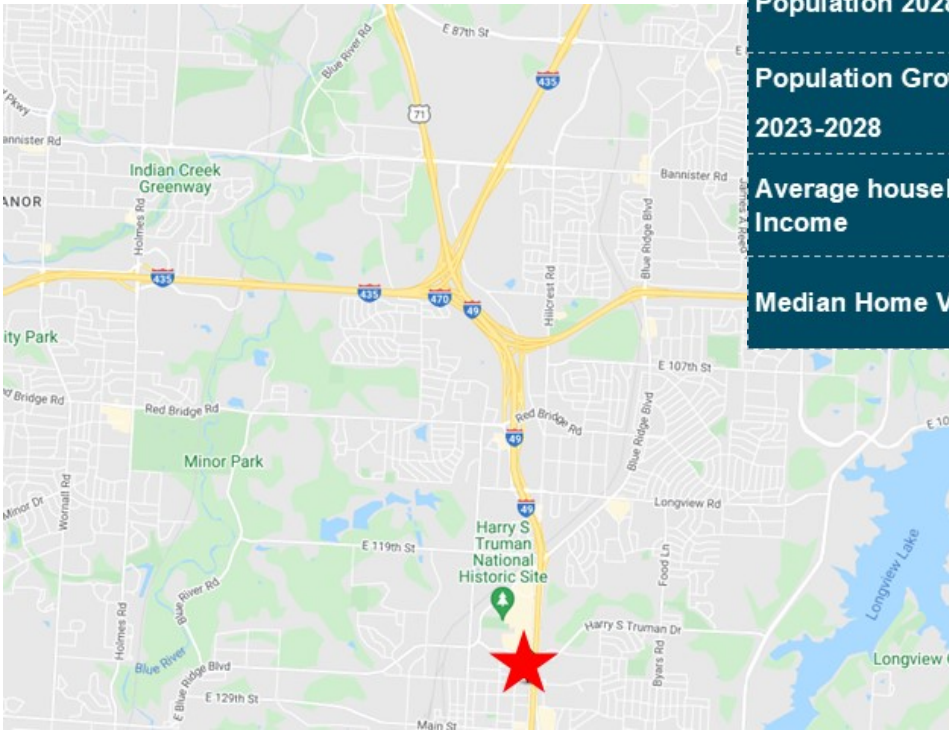 E 87th St
Blue River Rd
435
71
Pkwy
annister Rd
Bannister Rd
Indian Creek
Greenway
ANOR
Holmes Rd
Blue Ridge Blvd
Hillcrest Rd
435
435
470
49
ity Park
E 107th St
d Bridge Rd
Red Bridge Rd
Red Bridge Rd
49
Blue Ridge Blvd
Minor Park
Minor Dr
Wornall Rd
49
Longview Rd
Harry S
Truman
National
Historic Site
E 119th St
Food Ln
Longview Lake
Blue River Rd
Holmes Rd
Harry S Truman Dr
Byars Rd
Longview
Blue River
E Blue Ridge Blvd
E 129th St
Main St
E 10
Population 2028
Population Gro
2023-2028
Average househ
Income
Median Home V